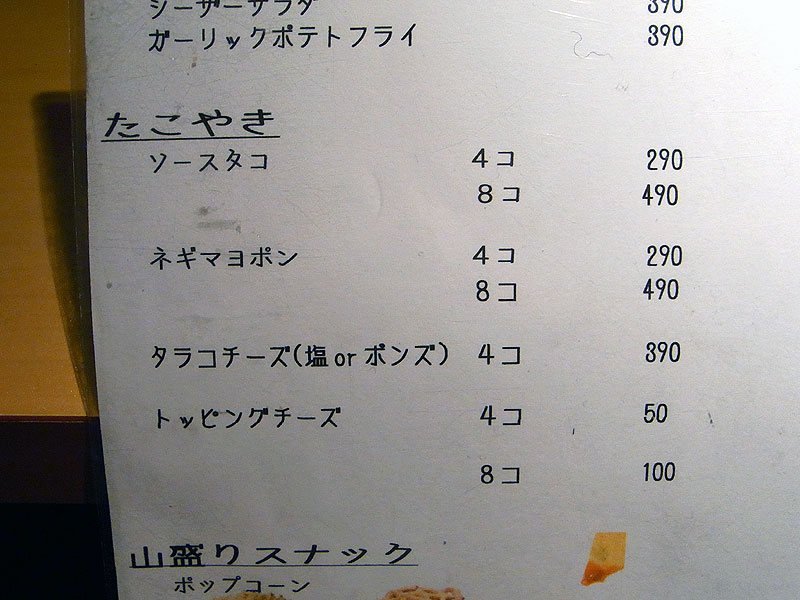 シーザーサラダ 390
ガーリックポテトフライ 390
たこやき
ソースタコ 4コ 290
8コ 490
ネギマヨポン 4コ 290
8コ 490
タラコチーズ(塩 or ポンズ) 4コ 390
トッピングチーズ 4コ 50
8コ 100
山盛りスナック
ポップコーン